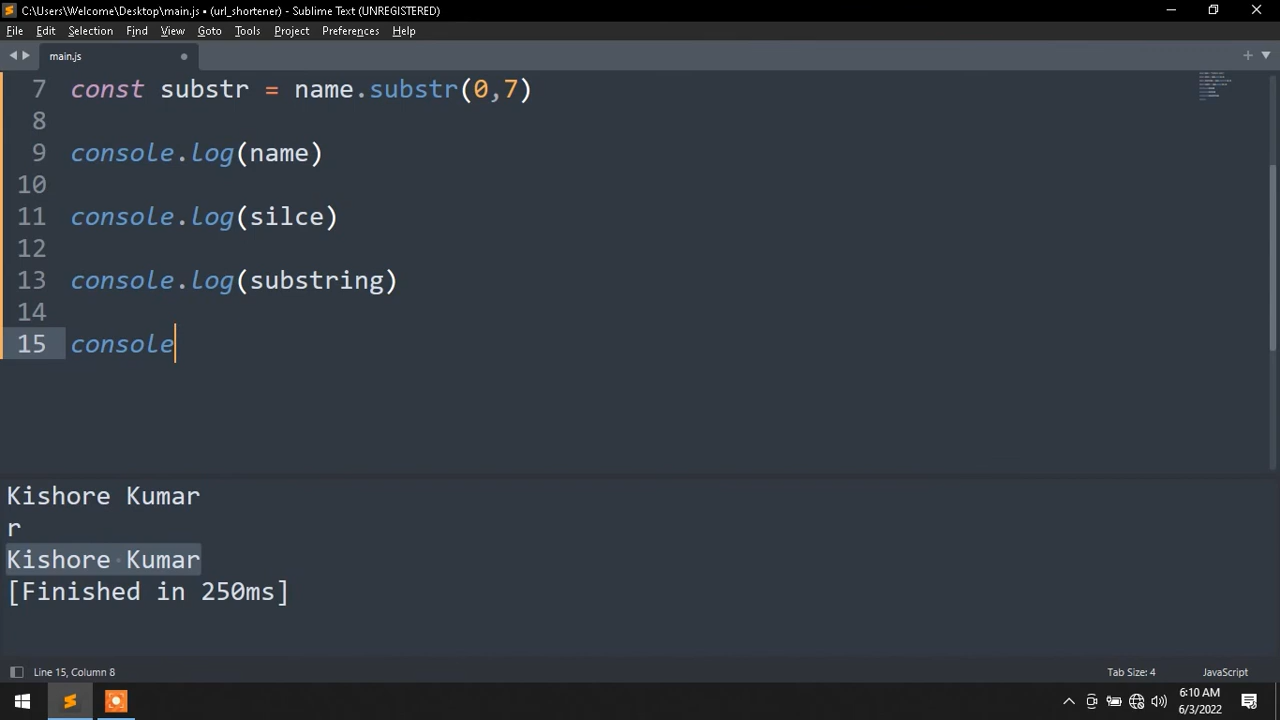 C:\Users\Welcome\Desktop\main.js • (url_shortener) - Sublime Text (UNREGISTERED)
File Edit Selection Find View Goto Tools Project Preferences Help
main.js
7 const substr = name.substr(0,7)
8
9 console.log(name)
10
11 console.log(silce)
12
13 console.log(substring)
14
15 console
Kishore Kumar
r
Kishore Kumar
[Finished in 250ms]
Line 15, Column 8 Tab Size: 4 JavaScript
6:10 AM
6/3/2022